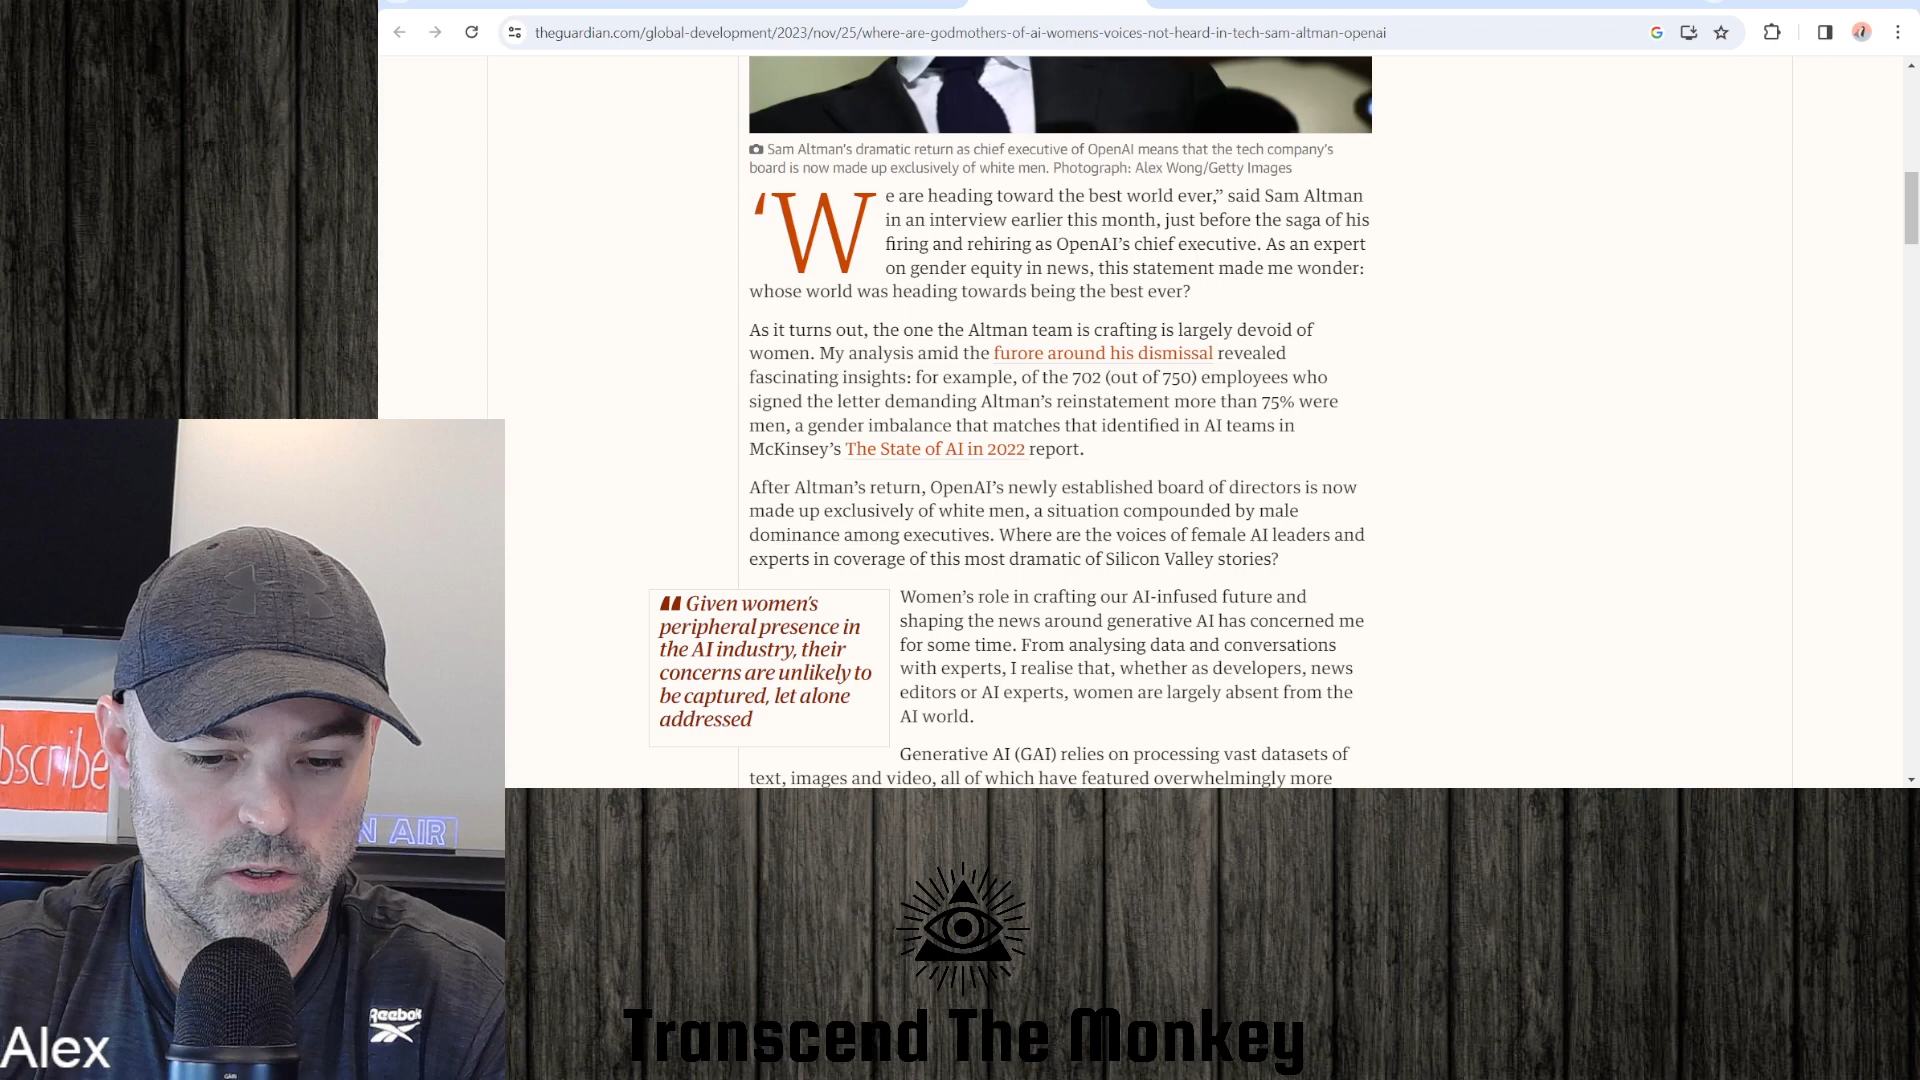 theguardian.com/global-development/2023/nov/25/where-are-godmothers-of-ai-womens-voices-not-heard-in-tech-sam-altman-openai
Sam Altman's dramatic return as chief executive of OpenAI means that the tech company's
board is now made up exclusively of white men. Photograph: Alex Wong/Getty Images
‘We are heading toward the best world ever,” said Sam Altman
in an interview earlier this month, just before the saga of his
firing and rehiring as OpenAI’s chief executive. As an expert
on gender equity in news, this statement made me wonder:
whose world was heading towards being the best ever?
As it turns out, the one the Altman team is crafting is largely devoid of
women. My analysis amid the furore around his dismissal revealed
fascinating insights: for example, of the 702 (out of 750) employees who
signed the letter demanding Altman’s reinstatement more than 75% were
men, a gender imbalance that matches that identified in AI teams in
McKinsey’s The State of AI in 2022 report.
After Altman’s return, OpenAI’s newly established board of directors is now
made up exclusively of white men, a situation compounded by male
dominance among executives. Where are the voices of female AI leaders and
experts in coverage of this most dramatic of Silicon Valley stories?
“ Given women’s
peripheral presence in
the AI industry, their
concerns are unlikely to
be captured, let alone
addressed
Women’s role in crafting our AI-infused future and
shaping the news around generative AI has concerned me
for some time. From analysing data and conversations
with experts, I realise that, whether as developers, news
editors or AI experts, women are largely absent from the
AI world.
Generative AI (GAI) relies on processing vast datasets of
text, images and video, all of which have featured overwhelmingly more
bscribe
N AIR
Reebok
GAIN
Alex
Transcend The Monkey